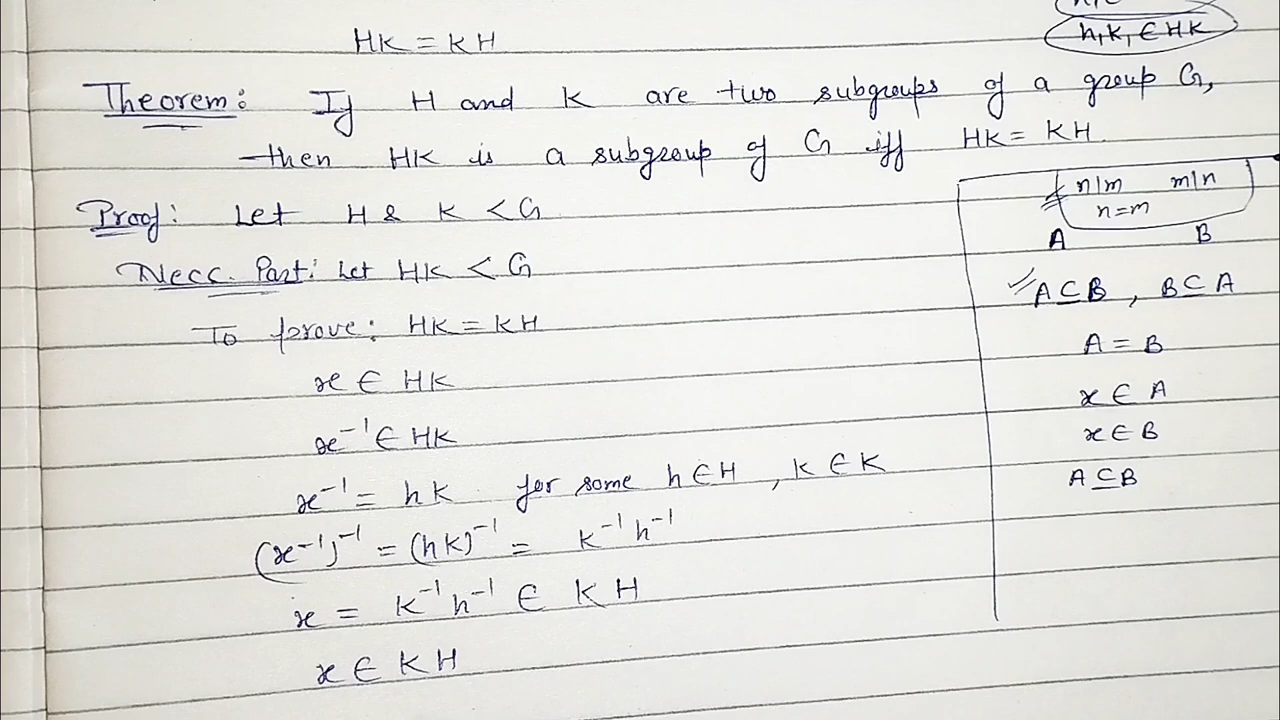 HK = KH
h₁k₁ ∈ HK
Theorem: If H and K are two subgroups of a group G,
then HK is a subgroup of G iff HK = KH.
Proof: Let H & K < G
Necc. Part: Let HK < G
To prove: HK = KH
x ∈ HK
x⁻¹ ∈ HK
x⁻¹ = hk for some h ∈ H, k ∈ K
(x⁻¹)⁻¹ = (hk)⁻¹ = k⁻¹h⁻¹
x = k⁻¹h⁻¹ ∈ KH
x ∈ KH
n|m m|n
n=m
A B
A ⊆ B, B ⊆ A
A = B
x ∈ A
x ∈ B
A ⊆ B